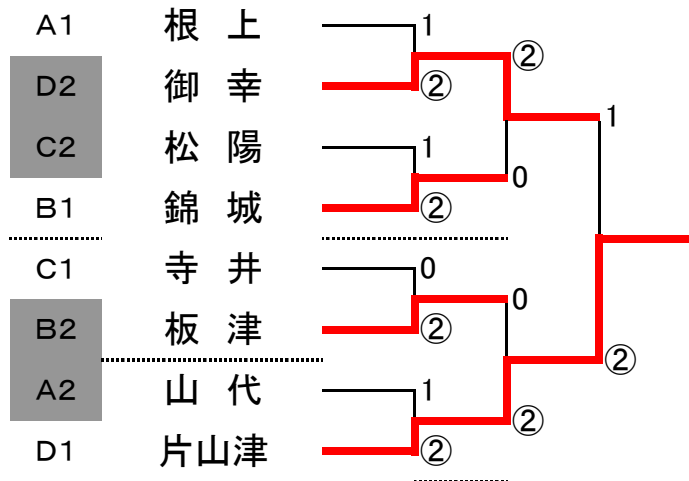 A1 根上 1
②
D2 御幸 ②
1
C2 松陽 1
0
B1 錦城 ②
C1 寺井 0
0
B2 板津 ②
②
A2 山代 1
②
D1 片山津 ②